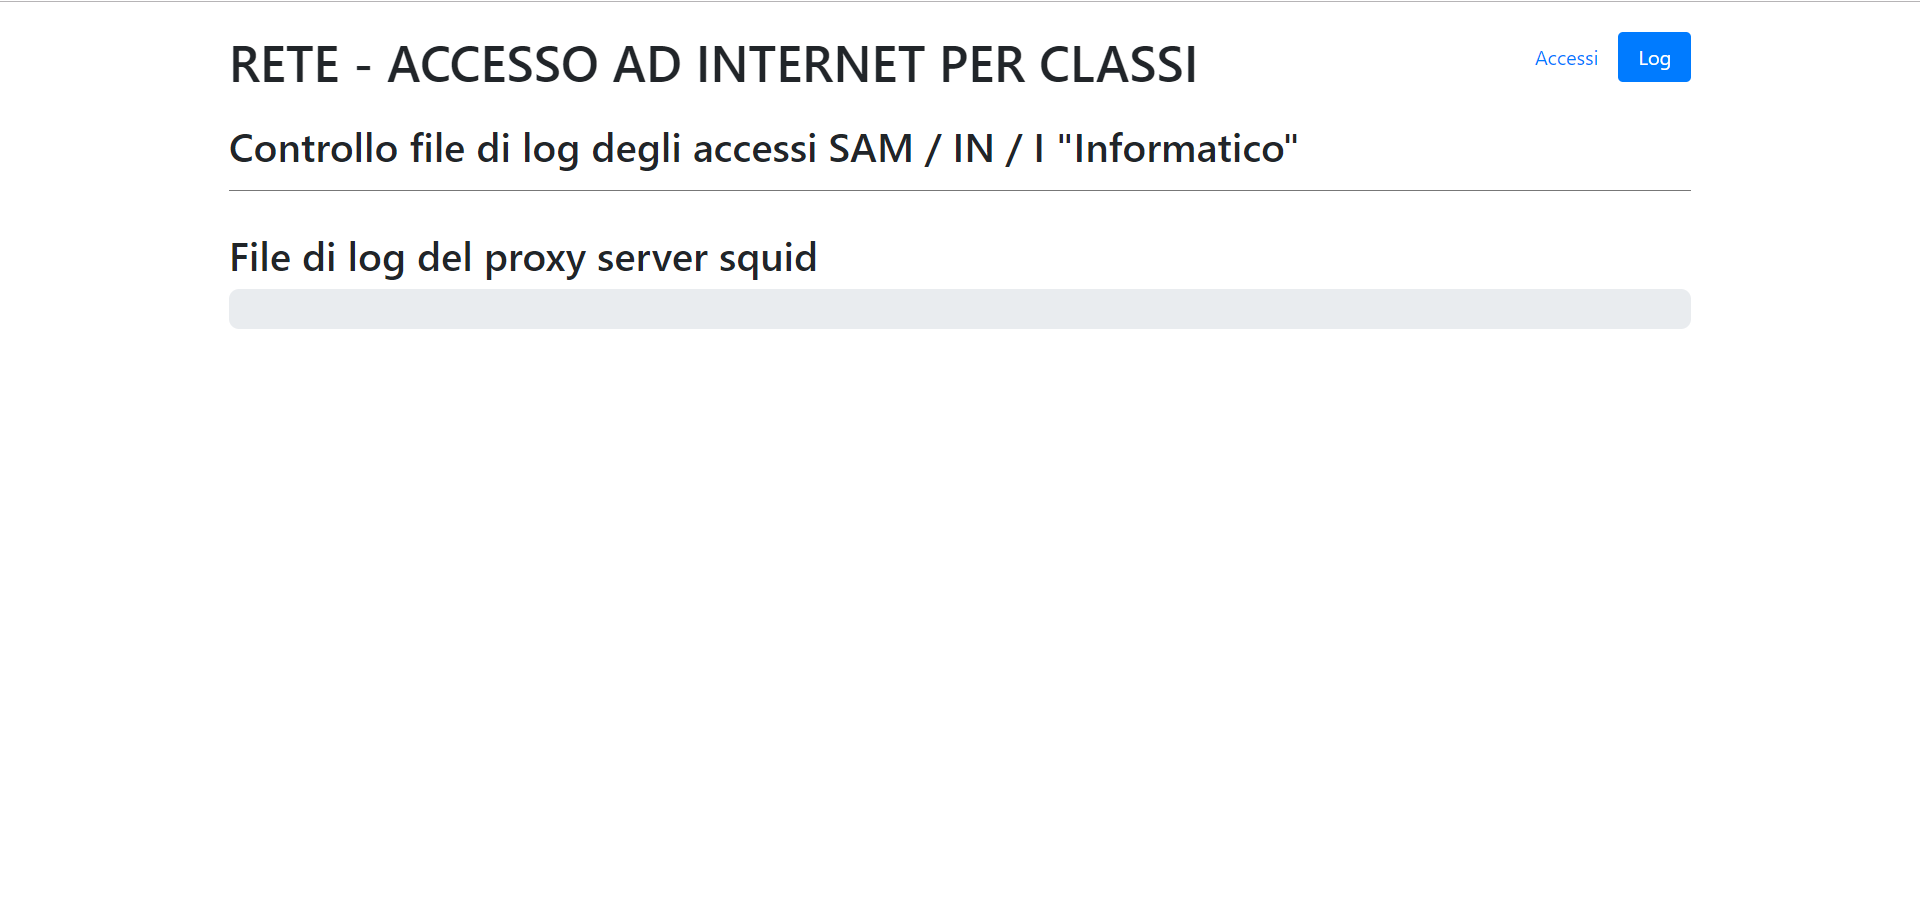 RETE - ACCESSO AD INTERNET PER CLASSI
Accessi
Log
Controllo file di log degli accessi SAM / IN / I "Informatico"
File di log del proxy server squid